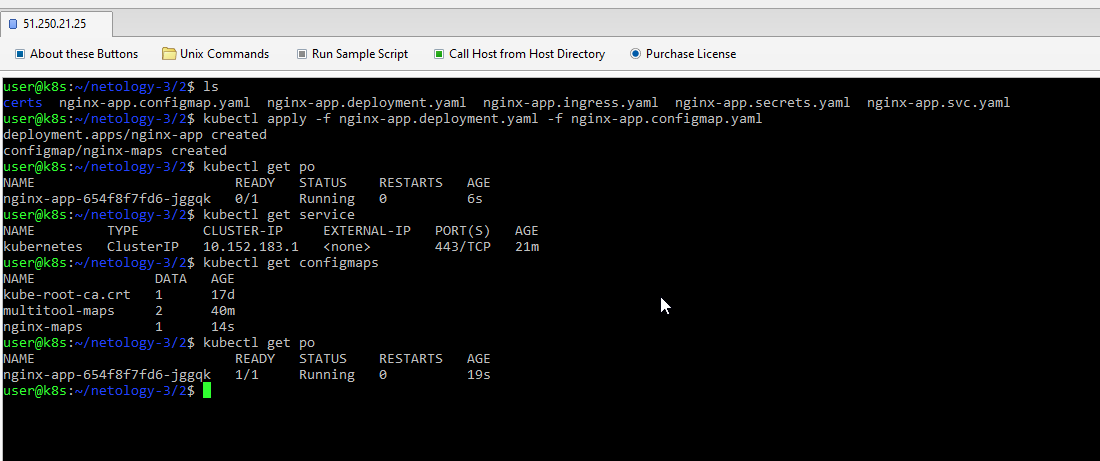 51.250.21.25
About these Buttons Unix Commands Run Sample Script Call Host from Host Directory Purchase License
user@k8s:~/netology-3/2$ ls
certs  nginx-app.configmap.yaml  nginx-app.deployment.yaml  nginx-app.ingress.yaml  nginx-app.secrets.yaml  nginx-app.svc.yaml
user@k8s:~/netology-3/2$ kubectl apply -f nginx-app.deployment.yaml -f nginx-app.configmap.yaml
deployment.apps/nginx-app created
configmap/nginx-maps created
user@k8s:~/netology-3/2$ kubectl get po
NAME                         READY   STATUS    RESTARTS   AGE
nginx-app-654f8f7fd6-jggqk   0/1     Running   0          6s
user@k8s:~/netology-3/2$ kubectl get service
NAME         TYPE        CLUSTER-IP     EXTERNAL-IP   PORT(S)   AGE
kubernetes   ClusterIP   10.152.183.1   <none>        443/TCP   21m
user@k8s:~/netology-3/2$ kubectl get configmaps
NAME               DATA   AGE
kube-root-ca.crt   1      17d
multitool-maps     2      40m
nginx-maps         1      14s
user@k8s:~/netology-3/2$ kubectl get po
NAME                         READY   STATUS    RESTARTS   AGE
nginx-app-654f8f7fd6-jggqk   1/1     Running   0          19s
user@k8s:~/netology-3/2$